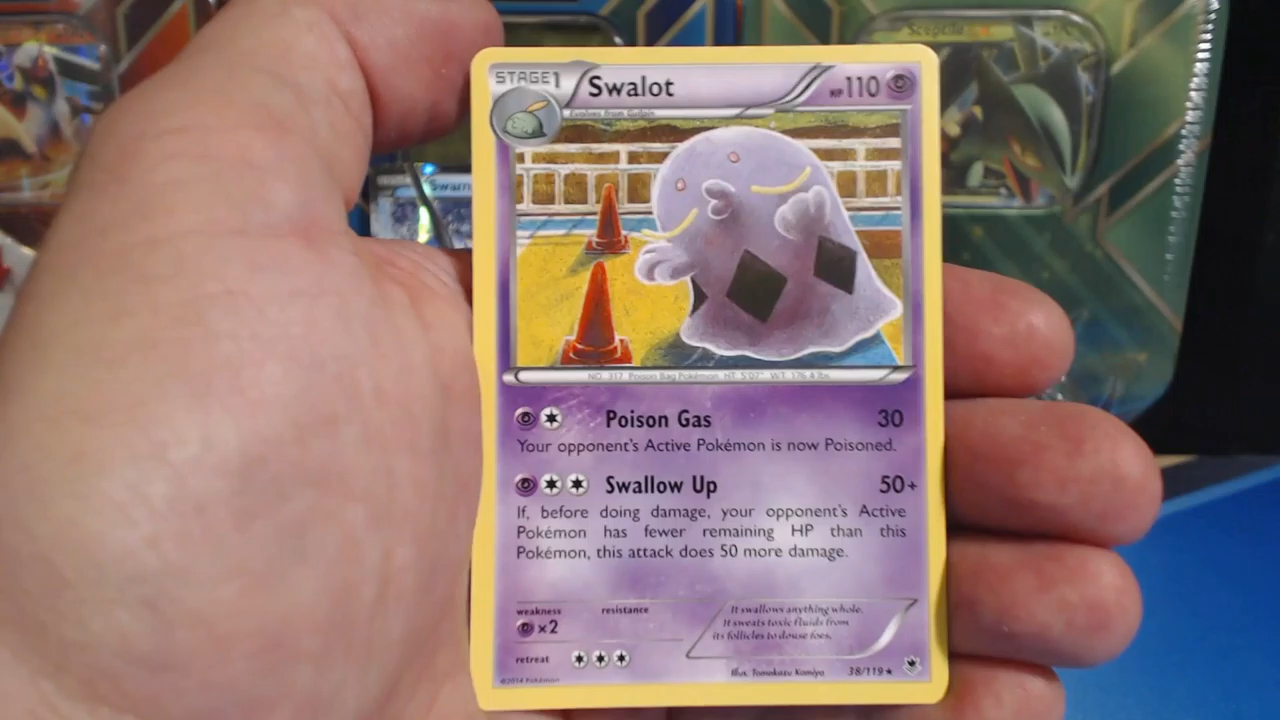 Sceptile
Swam
STAGE1
Swalot
HP110
Evolves from Gulpin
NO. 317 Poison Bag Pokémon HT: 5'07" WT: 176.4 lbs
Poison Gas 30
Your opponent's Active Pokémon is now Poisoned.
Swallow Up 50+
If, before doing damage, your opponent's Active
Pokémon has fewer remaining HP than this
Pokémon, this attack does 50 more damage.
weakness resistance
×2
retreat
It swallows anything whole.
It sweats toxic fluids from
its follicles to douse foes.
Illus. Tomokazu Komiya 38/119★
©2014 Pokémon